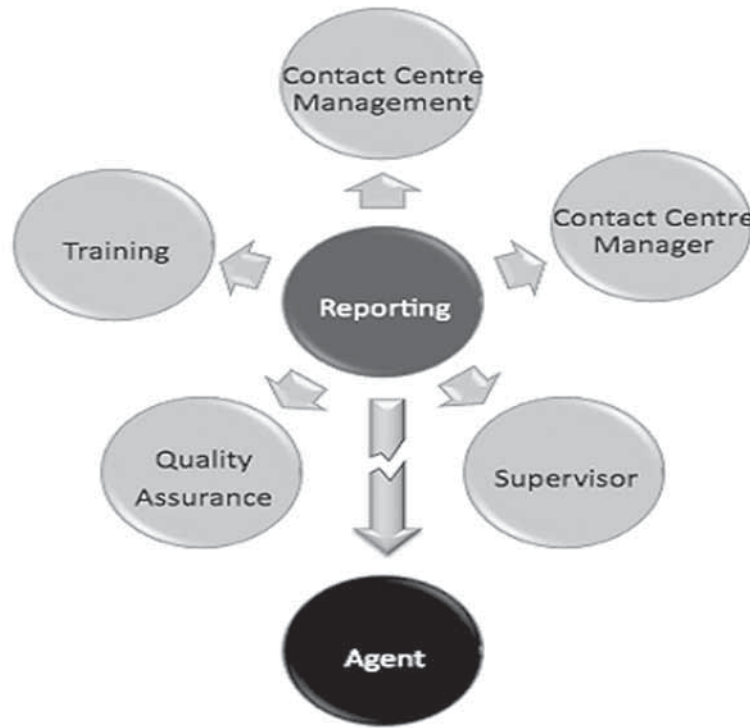 Contact Centre
Management
Contact Centre
Manager
Training
Reporting
Quality
Assurance
Supervisor
Agent